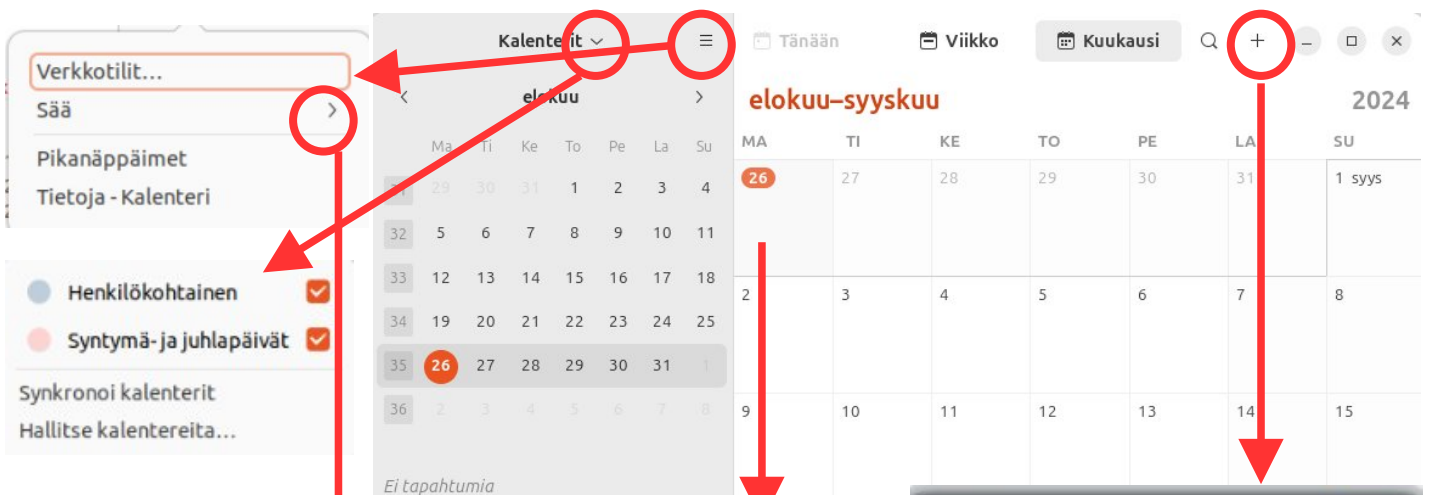 Verkkotilit...
Sää
Pikanäppäimet
Tietoja - Kalenteri
Henkilökohtainen
Syntymä- ja juhlapäivät
Synkronoi kalenterit
Hallitse kalentereita...
Kalenterit
elokuu
Ma Ti Ke To Pe La Su
31 29 30 31 1 2 3 4
32 5 6 7 8 9 10 11
33 12 13 14 15 16 17 18
34 19 20 21 22 23 24 25
35 26 27 28 29 30 31 1
36 2 3 4 5 6 7 8
Ei tapahtumia
Tänään Viikko Kuukausi
elokuu–syyskuu 2024
MA TI KE TO PE LA SU
26 27 28 29 30 31 1 syys
2 3 4 5 6 7 8
9 10 11 12 13 14 15